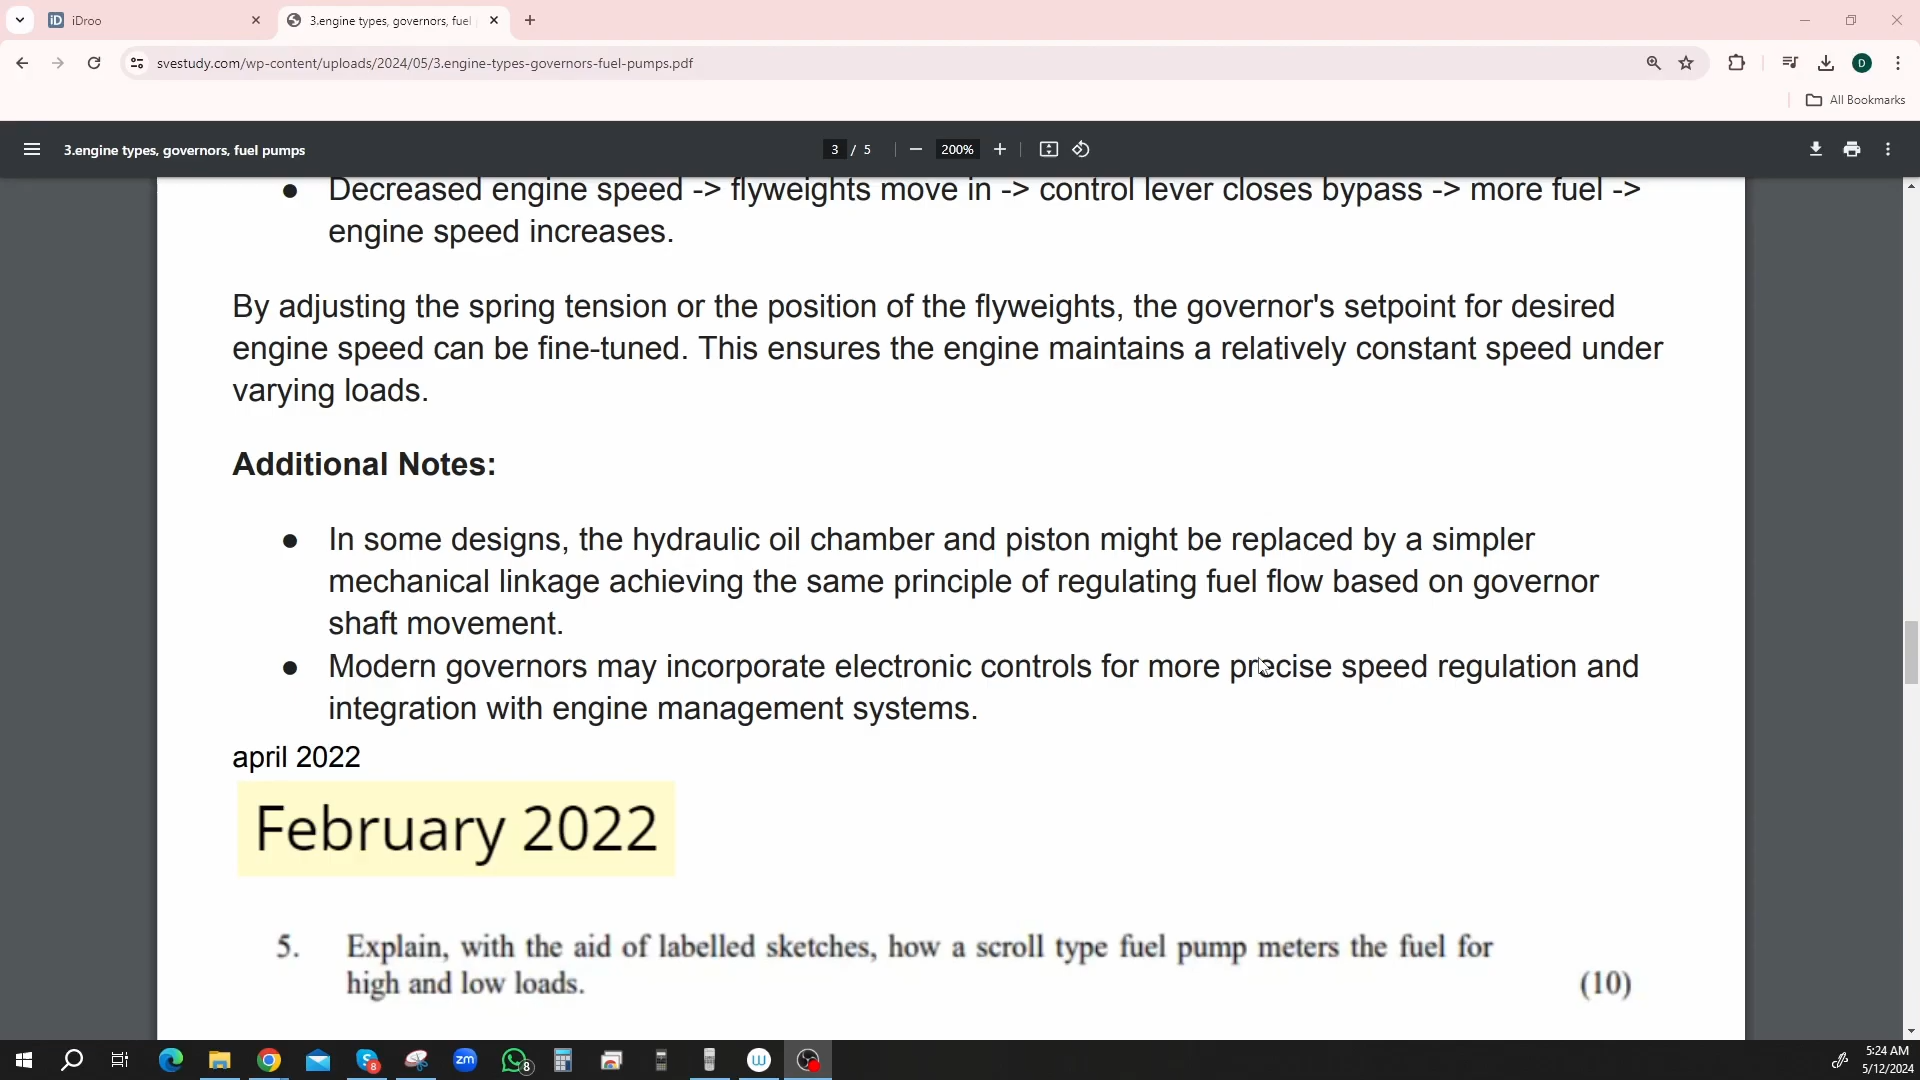 iDroo
3.engine types, governors, fuel
svestudy.com/wp-content/uploads/2024/05/3.engine-types-governors-fuel-pumps.pdf
D
All Bookmarks
3.engine types, governors, fuel pumps
3 / 5
200%
● Decreased engine speed -> flyweights move in -> control lever closes bypass -> more fuel ->
engine speed increases.
By adjusting the spring tension or the position of the flyweights, the governor's setpoint for desired
engine speed can be fine-tuned. This ensures the engine maintains a relatively constant speed under
varying loads.
Additional Notes:
● In some designs, the hydraulic oil chamber and piston might be replaced by a simpler
mechanical linkage achieving the same principle of regulating fuel flow based on governor
shaft movement.
● Modern governors may incorporate electronic controls for more precise speed regulation and
integration with engine management systems.
april 2022
February 2022
5. Explain, with the aid of labelled sketches, how a scroll type fuel pump meters the fuel for
high and low loads.
(10)
zm
8
8
5:24 AM
5/12/2024